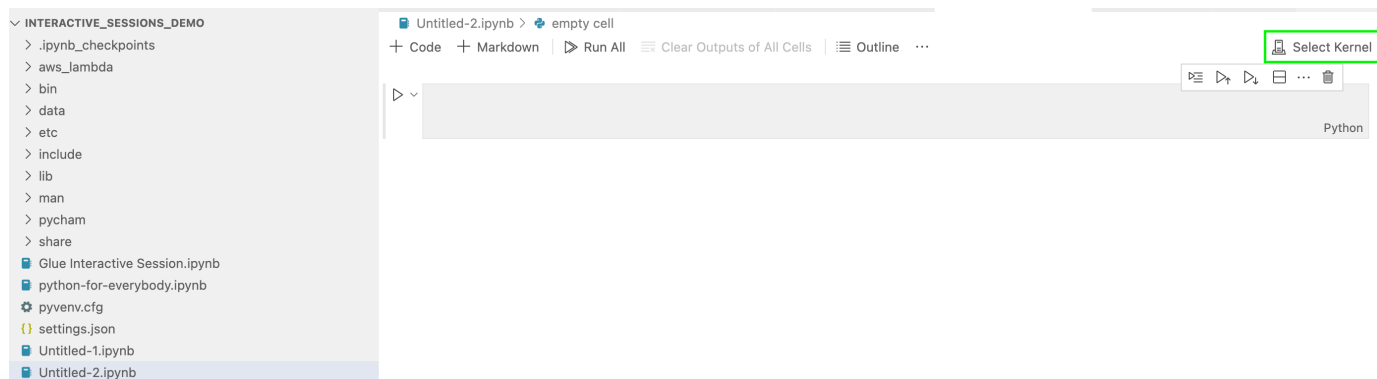 INTERACTIVE_SESSIONS_DEMO
.ipynb_checkpoints
aws_lambda
bin
data
etc
include
lib
man
pycham
share
Glue Interactive Session.ipynb
python-for-everybody.ipynb
pyvenv.cfg
{} settings.json
Untitled-1.ipynb
Untitled-2.ipynb
Untitled-2.ipynb > empty cell
+ Code + Markdown Run All Clear Outputs of All Cells Outline ... Select Kernel
Python